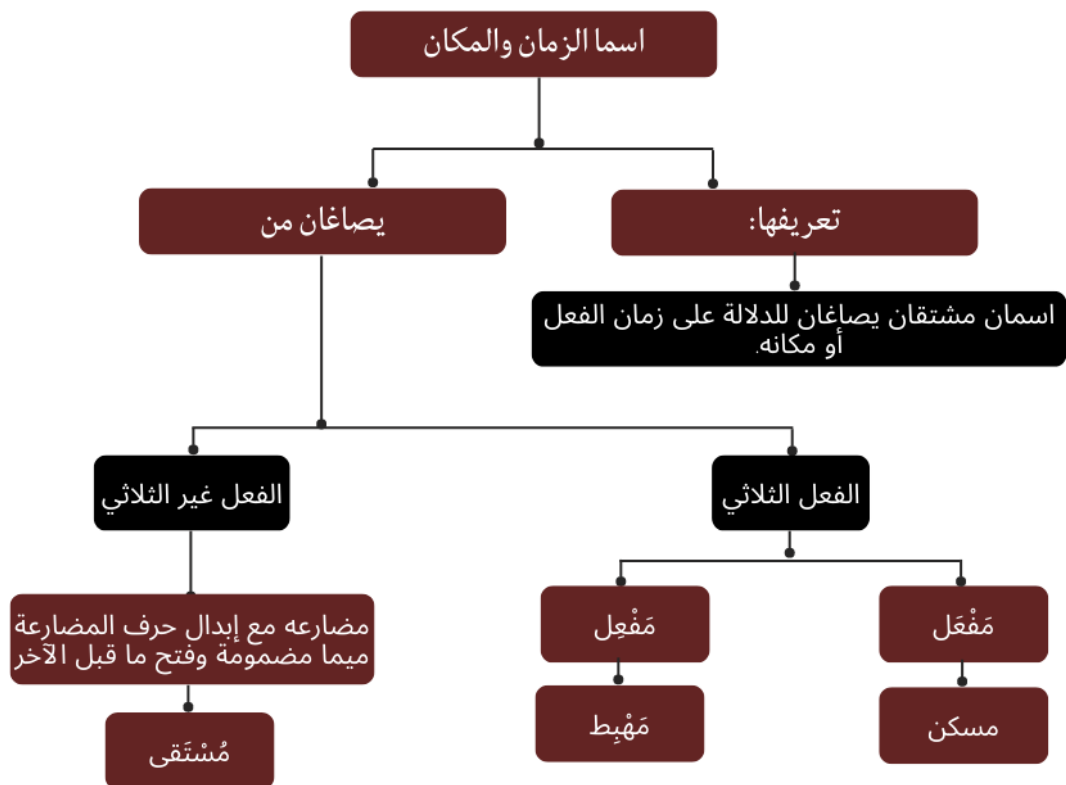 اسما الزمان والمكان
تعريفها:
يصاغان من
اسمان مشتقان يصاغان للدلالة على زمان الفعل
أو مكانه.
الفعل الثلاثي
الفعل غير الثلاثي
مَفْعَل
مَفْعِل
مضارعه مع إبدال حرف المضارعة
ميما مضمومة وفتح ما قبل الآخر
مسكن
مَهْبِط
مُسْتَقى